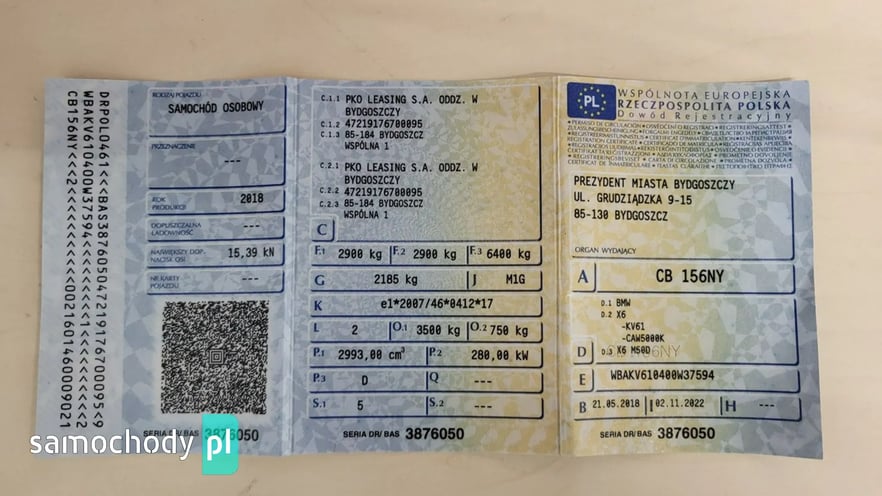 DRPOLO461<<<BAS3876050472191767000959<9
WBAKV610400W37594
CB156NY<<<2
RODZAJ POJAZDU
SAMOCHÓD OSOBOWY
PRZEZNACZENIE
---
ROK PRODUKCJI
2018
DOPUSZCZALNA ŁADOWNOŚĆ
---
NAJWIĘKSZY DOP. NACISK OSI
15,39 kN
NR KARTY POJAZDU
---
SERIA DR/BAS 3876050
C.1.1 PKO LEASING S.A. ODDZ. W
BYDGOSZCZY
C.1.2 47219176700095
C.1.3 85-184 BYDGOSZCZ
WSPÓLNA 1
C.2.1 PKO LEASING S.A. ODDZ. W
BYDGOSZCZY
C.2.2 47219176700095
C.2.3 85-184 BYDGOSZCZ
WSPÓLNA 1
C
F.1 2900 kg F.2 2900 kg F.3 6400 kg
G 2185 kg J M1G
K e1*2007/46*0412*17
L 2 O.1 3500 kg O.2 750 kg
P.1 2993,00 cm³ P.2 280,00 kW
P.3 D Q ---
S.1 5 S.2 ---
SERIA DR/BAS 3876050
PL
WSPÓLNOTA EUROPEJSKA
RZECZPOSPOLITA POLSKA
Dowód Rejestracyjny
PREZYDENT MIASTA BYDGOSZCZY
UL. GRUDZIĄDZKA 9-15
85-130 BYDGOSZCZ
ORGAN WYDAJĄCY
A CB 156NY
D.1 BMW
D.2 X6
-KV61
-CAW5000K
D D.3 X6 M50D
E WBAKV610400W37594
B 21.05.2018 I 02.11.2022 H ---
SERIA DR/BAS 3876050
samochody pl